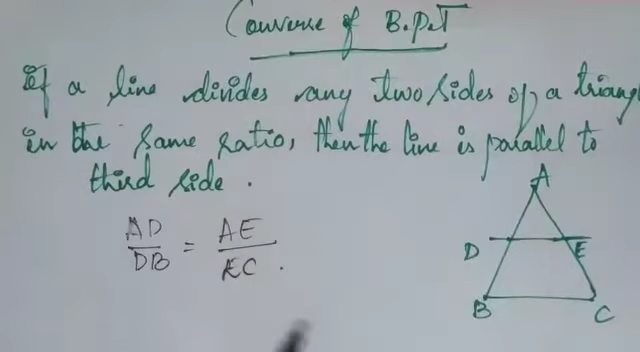 Converse of B.P.T
If a line divides any two sides of a triangl
in the same ratio, then the line is parallel to
third side .
AD/DB = AE/EC .
A
D E
B C